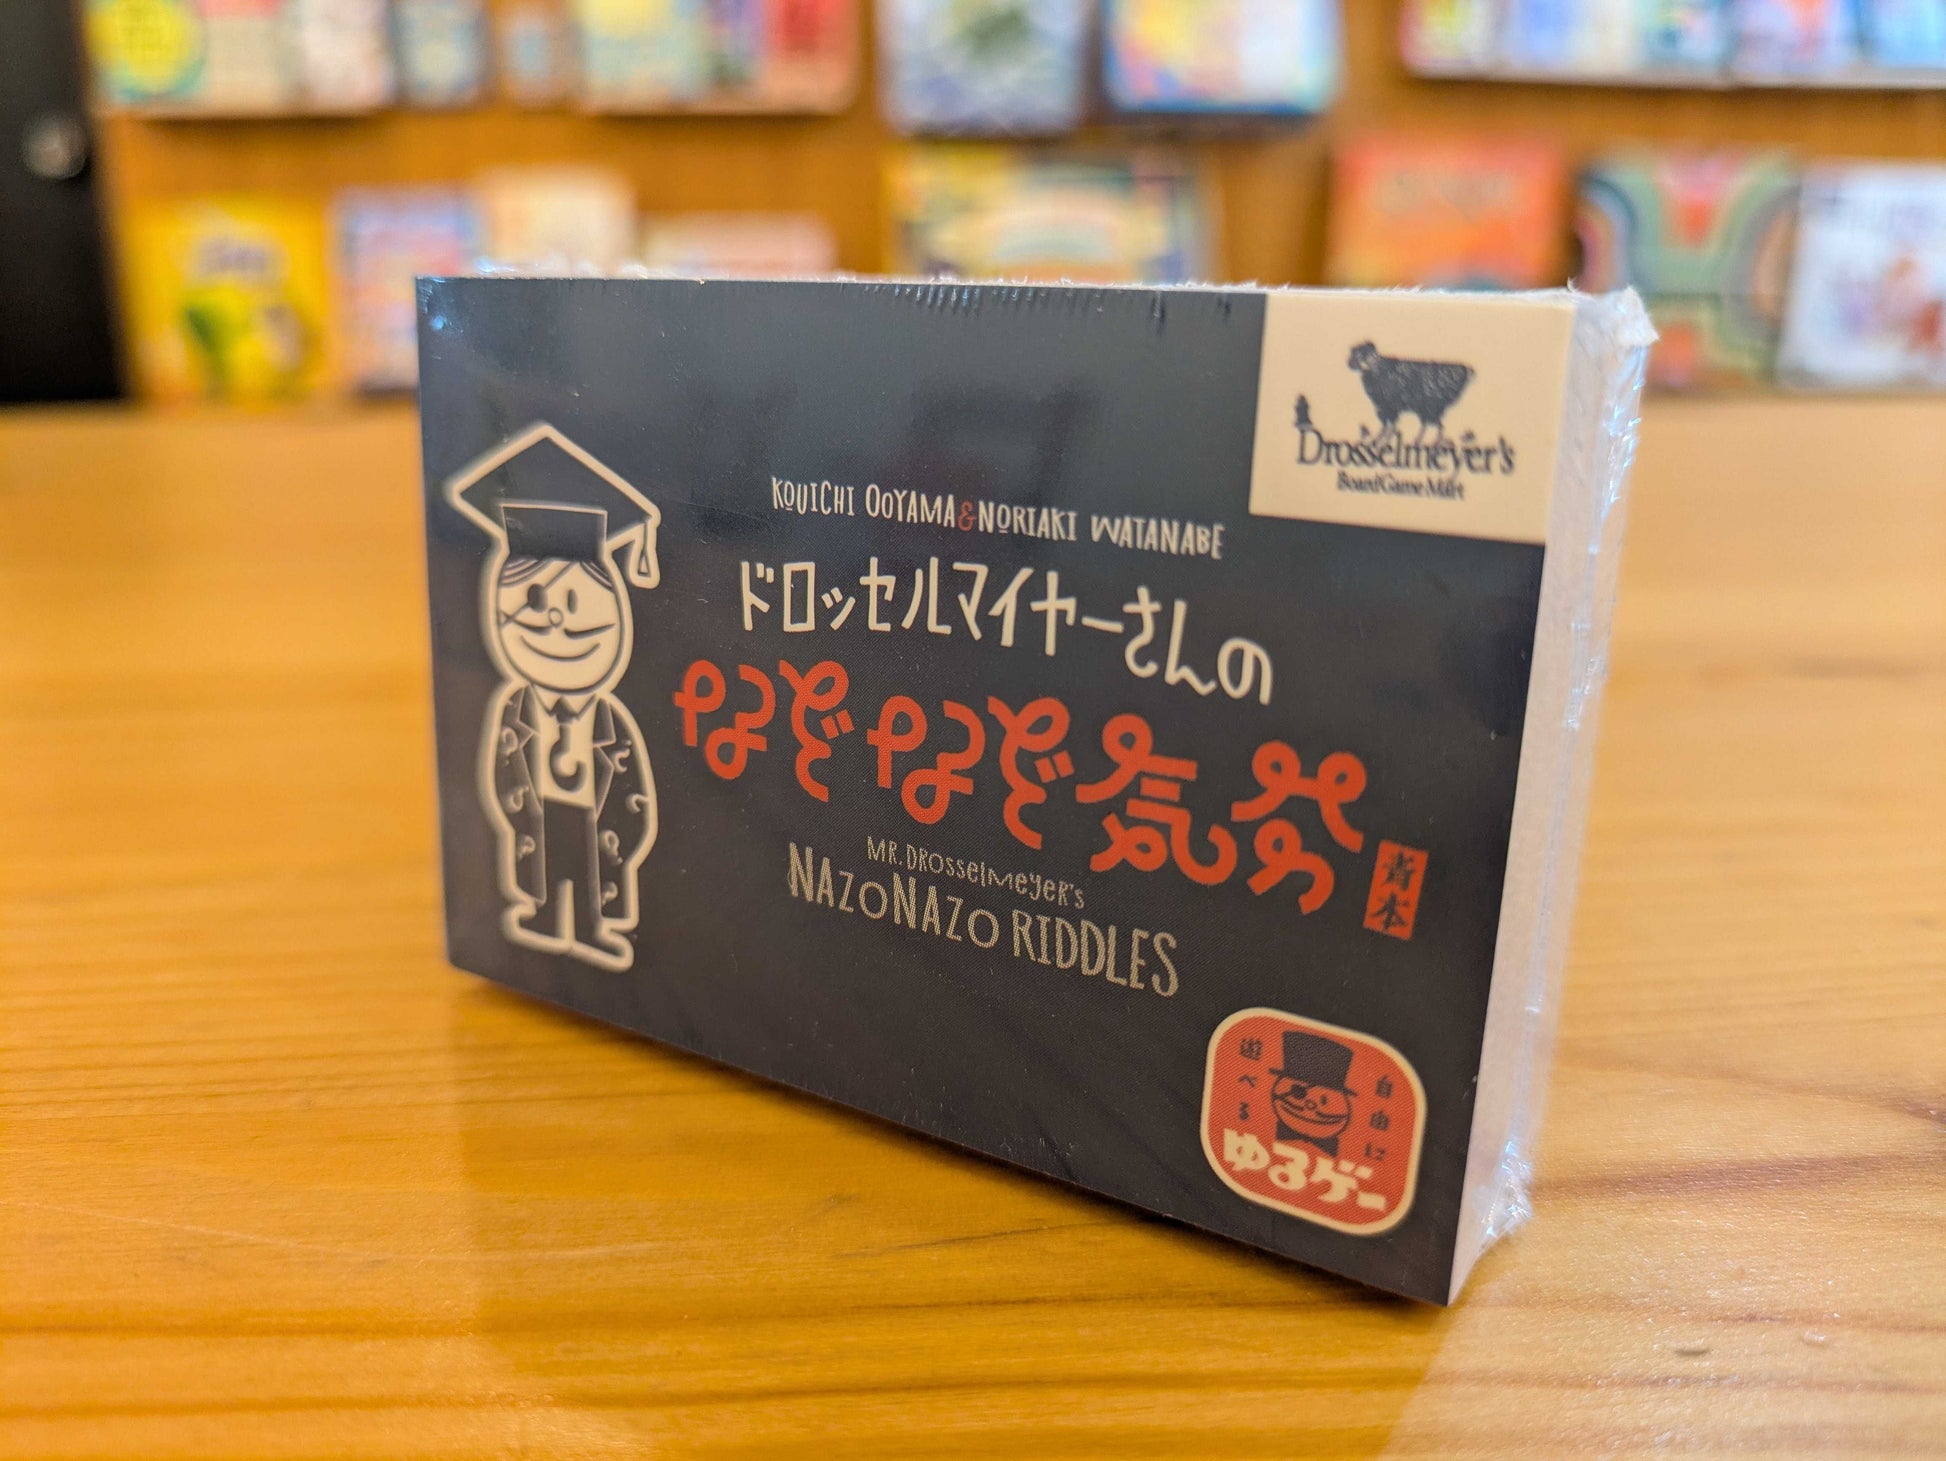 Drosselmeyer's
Board Game Mart
KOUICHI OOYAMA & NORIAKI WATANABE
ドロッセルマイヤーさんの
なぞなぞ気分
青本
MR. DROSSELMEYER'S
NAZONAZO RIDDLES
自由に
遊べる
ゆるゲー